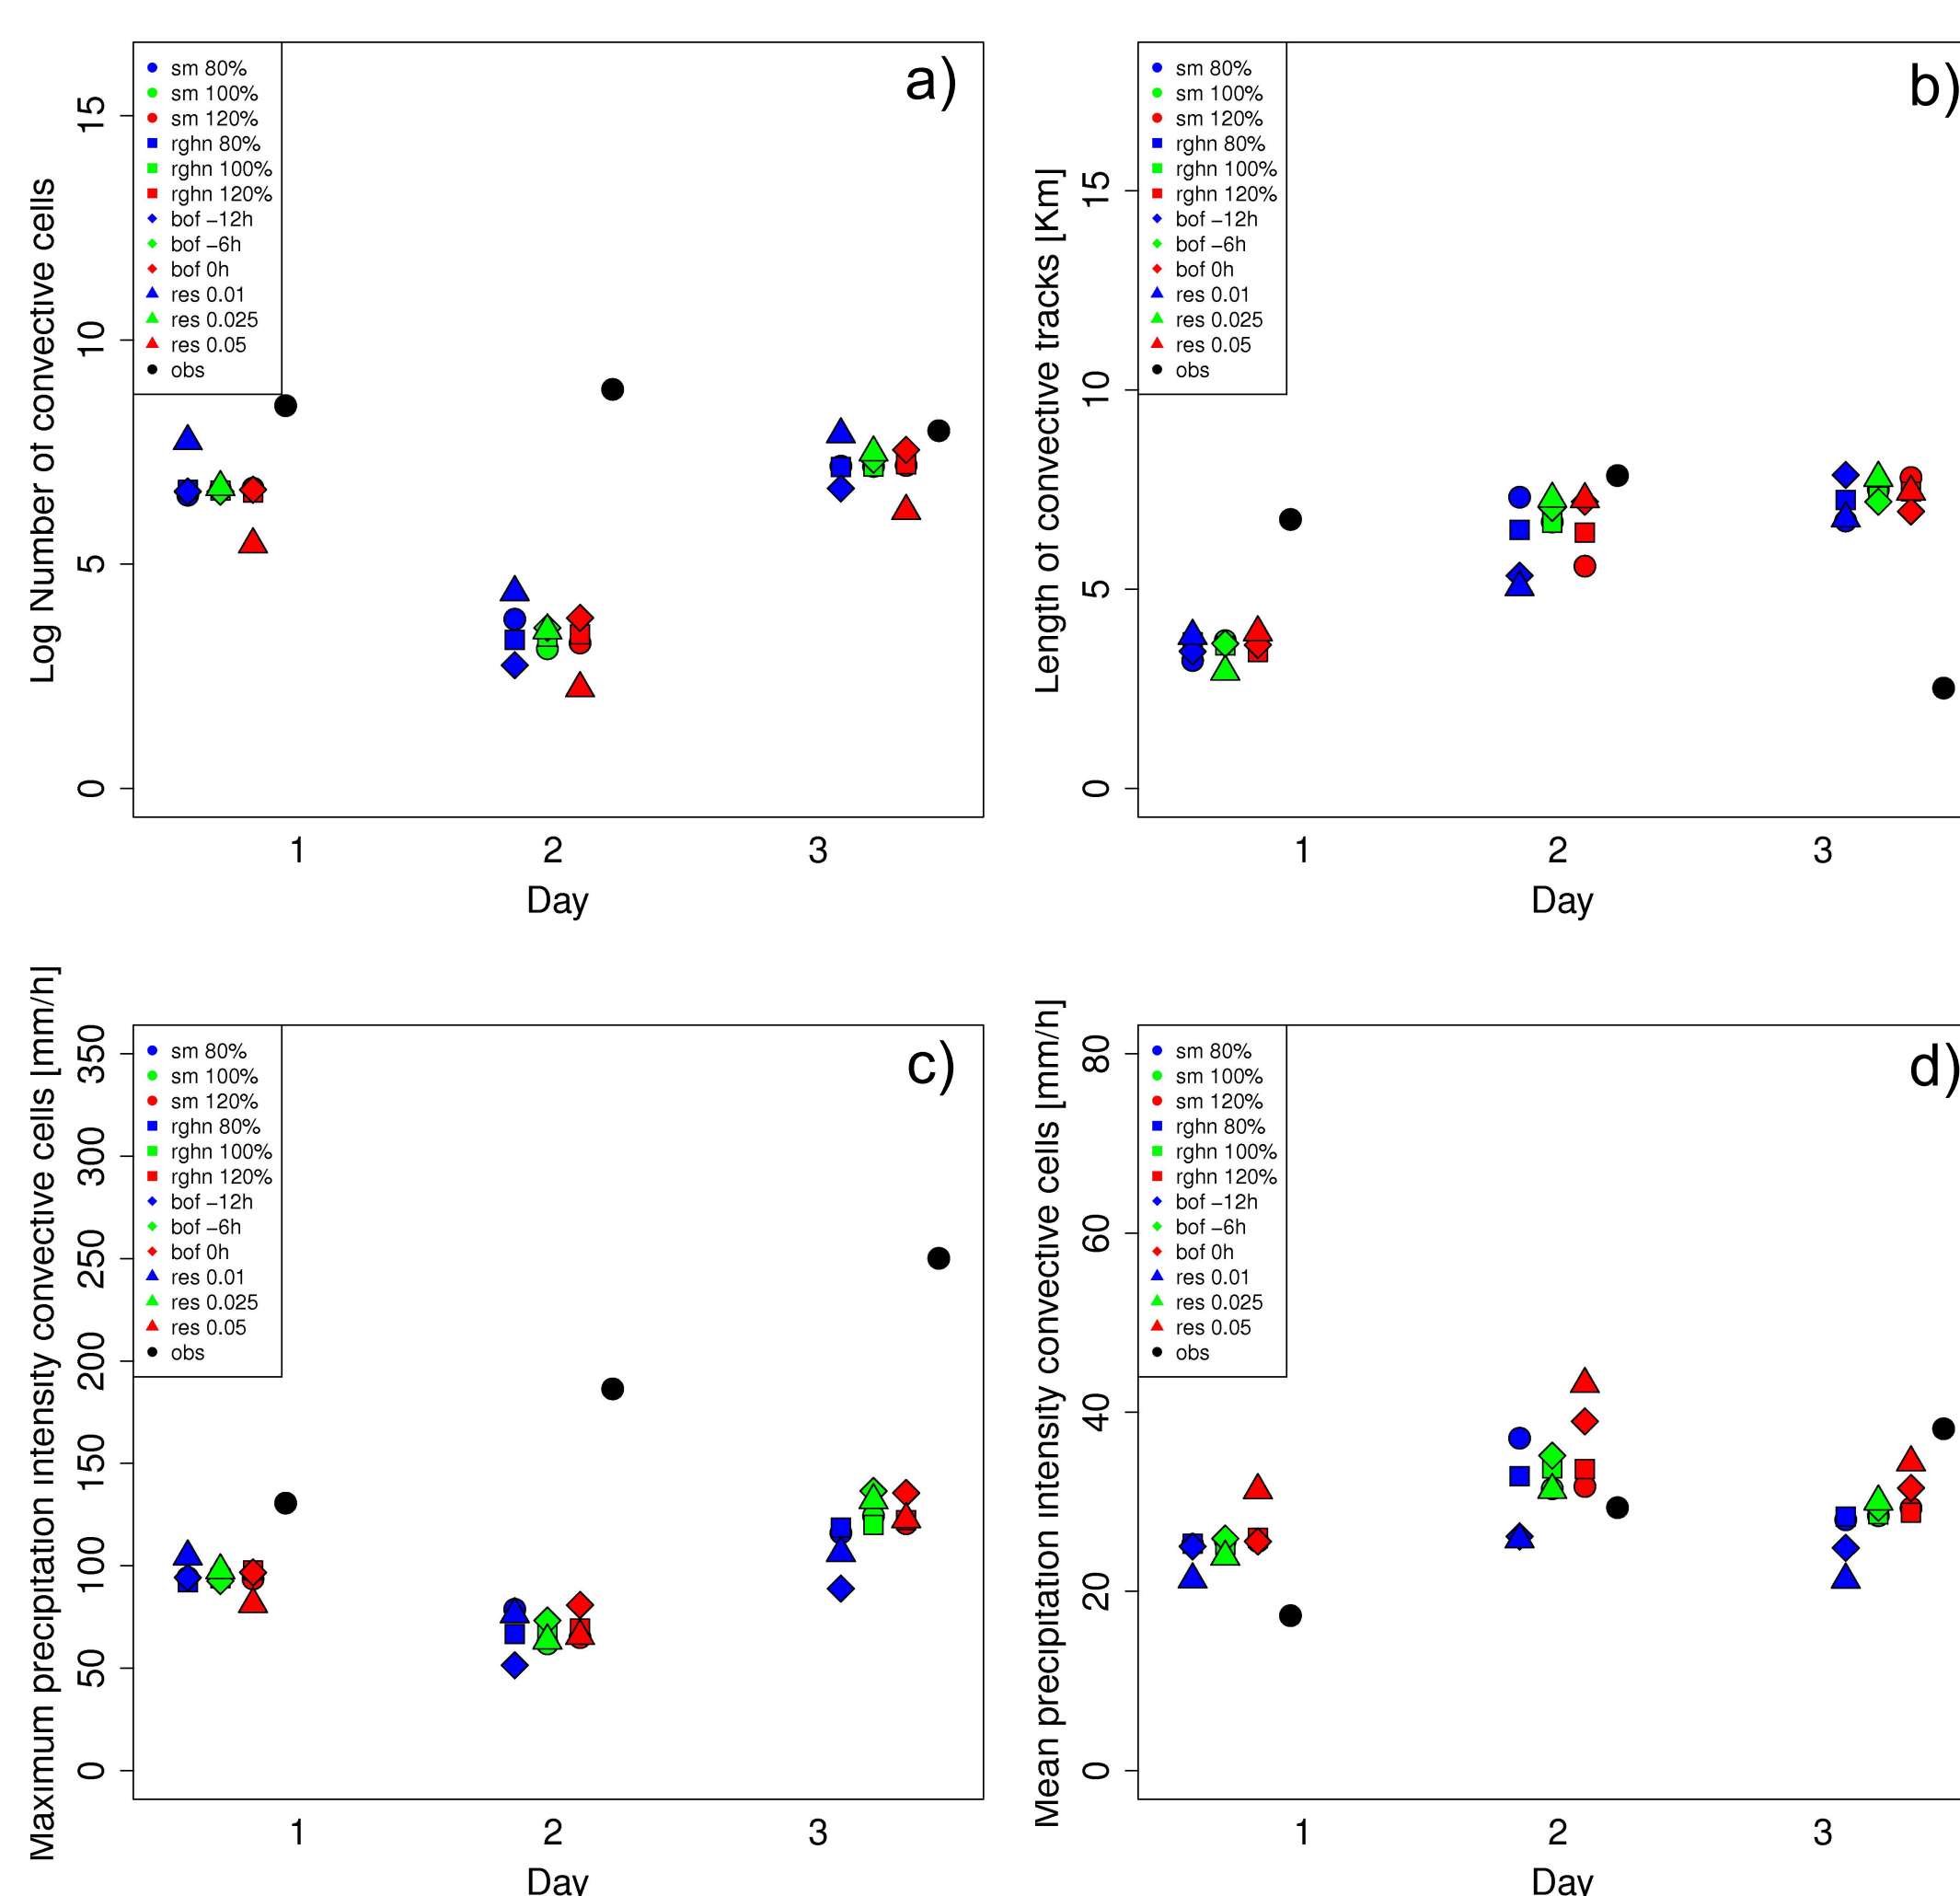 a)
sm 80%
sm 100%
sm 120%
rghn 80%
rghn 100%
rghn 120%
bof −12h
bof −6h
bof 0h
res 0.01
res 0.025
res 0.05
obs
Log Number of convective cells
15
10
5
0
1 2 3
Day
b)
sm 80%
sm 100%
sm 120%
rghn 80%
rghn 100%
rghn 120%
bof −12h
bof −6h
bof 0h
res 0.01
res 0.025
res 0.05
obs
Length of convective tracks [Km]
15
10
5
0
1 2 3
Day
c)
sm 80%
sm 100%
sm 120%
rghn 80%
rghn 100%
rghn 120%
bof −12h
bof −6h
bof 0h
res 0.01
res 0.025
res 0.05
obs
Maximum precipitation intensity convective cells [mm/h]
350
300
250
200
150
100
50
0
1 2 3
Day
d)
sm 80%
sm 100%
sm 120%
rghn 80%
rghn 100%
rghn 120%
bof −12h
bof −6h
bof 0h
res 0.01
res 0.025
res 0.05
obs
Mean precipitation intensity convective cells [mm/h]
80
60
40
20
0
1 2 3
Day